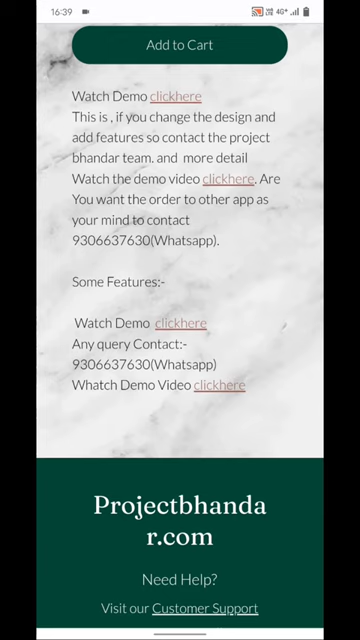 16:39
4G+
Add to Cart
Watch Demo clickhere
This is , if you change the design and
add features so contact the project
bhandar team. and more detail
Watch the demo video clickhere. Are
You want the order to other app as
your mind to contact
9306637630(Whatsapp).
Some Features:-
Watch Demo clickhere
Any query Contact:-
9306637630(Whatsapp)
Whatch Demo Video clickhere
Projectbhanda
r.com
Need Help?
Visit our Customer Support